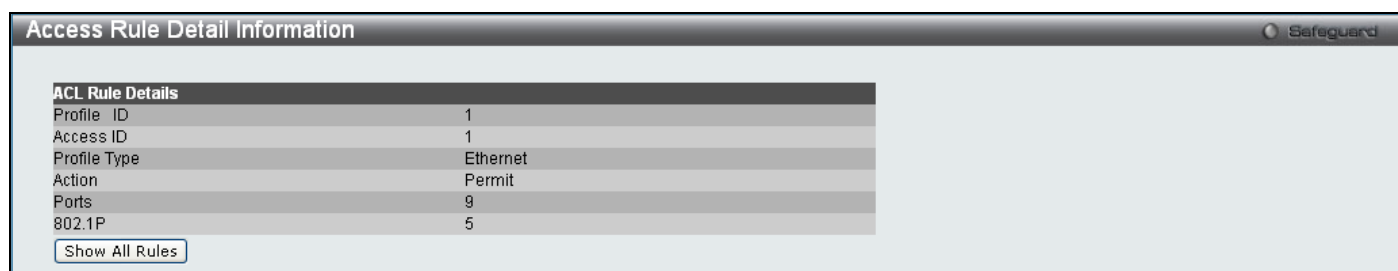 Access Rule Detail Information
Safeguard
ACL Rule Details
Profile ID 1
Access ID 1
Profile Type Ethernet
Action Permit
Ports 9
802.1P 5
Show All Rules